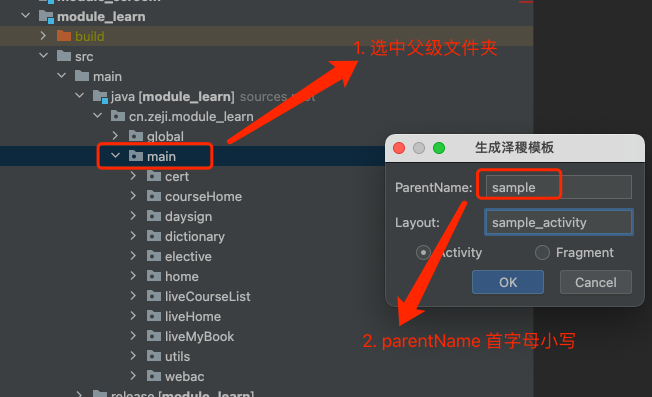 module_learn
build
src
main
java [module_learn] sources root
cn.zeji.module_learn
global
main
cert
courseHome
daysign
dictionary
elective
home
liveCourseList
liveHome
liveMyBook
utils
webac
release [module_learn]
1. 选中父级文件夹
生成泽稷模板
ParentName: sample
Layout: sample_activity
Activity Fragment
OK Cancel
2. parentName 首字母小写